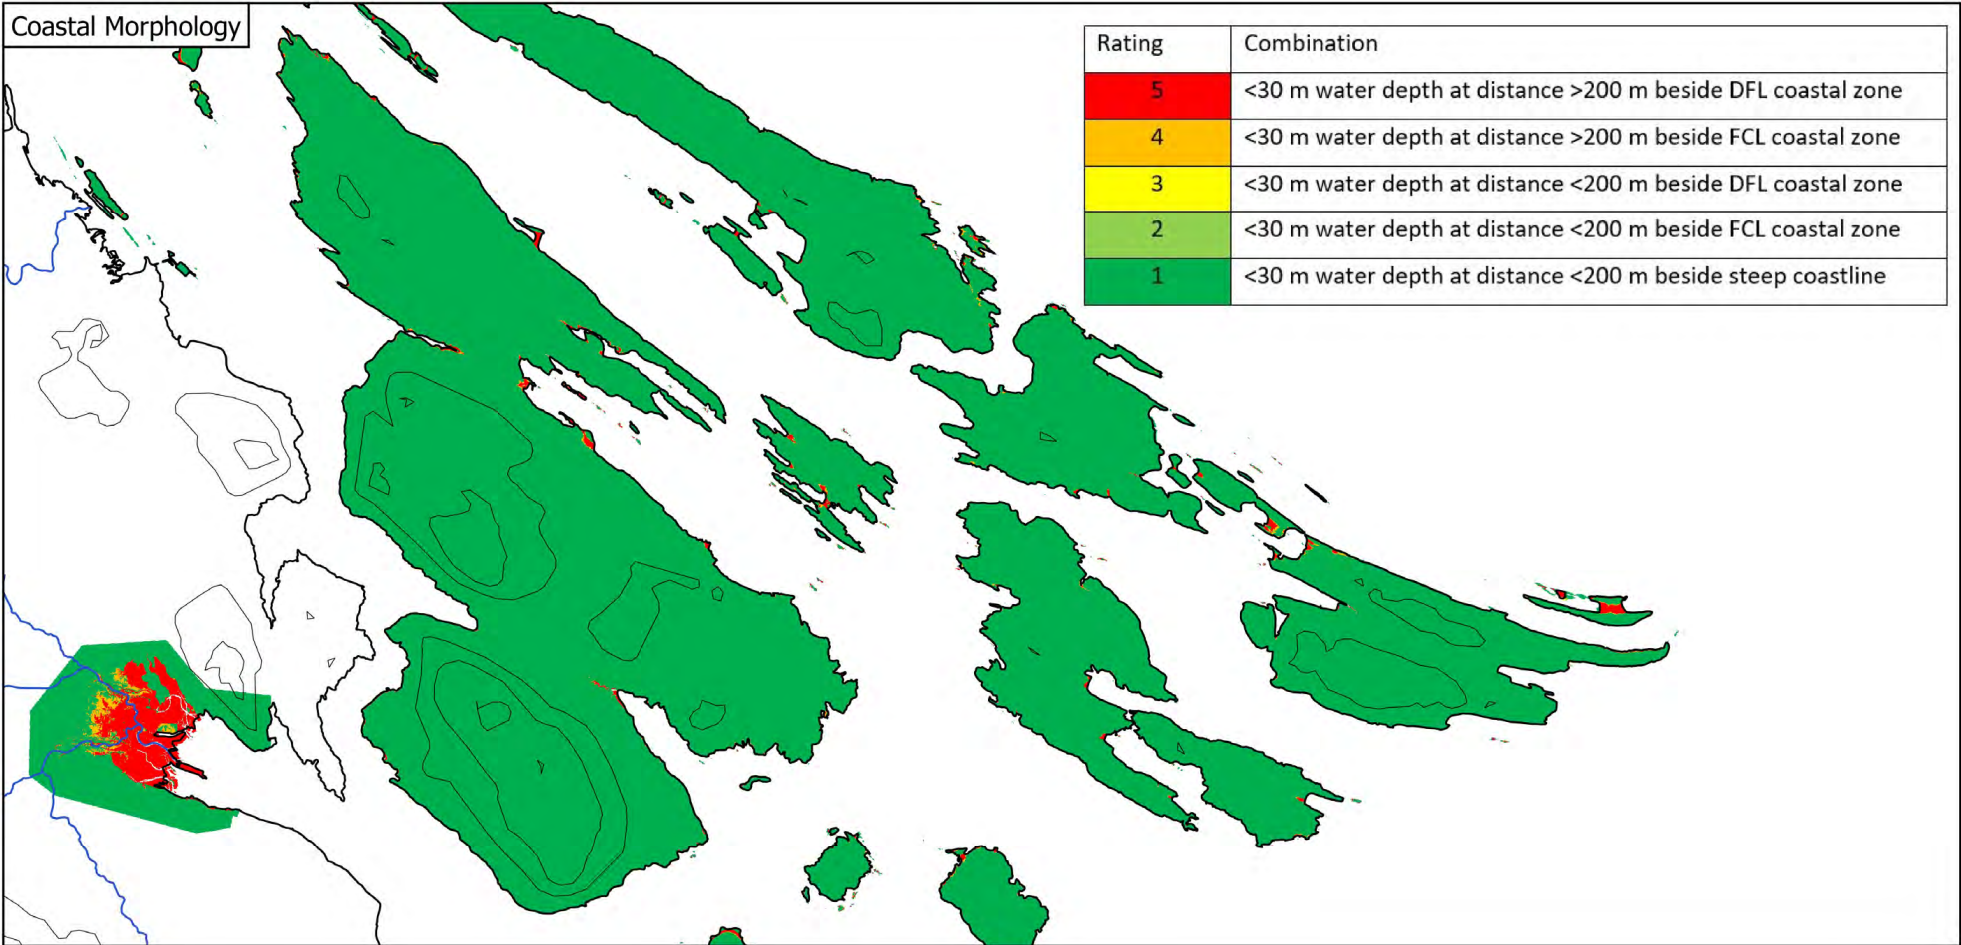 Coastal Morphology
Rating Combination
5 <30 m water depth at distance >200 m beside DFL coastal zone
4 <30 m water depth at distance >200 m beside FCL coastal zone
3 <30 m water depth at distance <200 m beside DFL coastal zone
2 <30 m water depth at distance <200 m beside FCL coastal zone
1 <30 m water depth at distance <200 m beside steep coastline